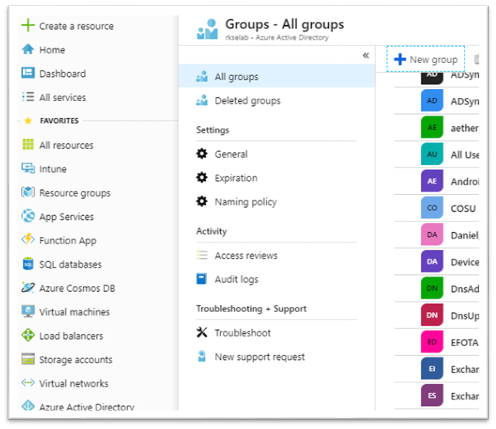 Create a resource
Home
Dashboard
All services
FAVORITES
All resources
Intune
Resource groups
App Services
Function App
SQL databases
Azure Cosmos DB
Virtual machines
Load balancers
Storage accounts
Virtual networks
Azure Active Directory
Groups - All groups
rkselab - Azure Active Directory
«
All groups
Deleted groups
Settings
General
Expiration
Naming policy
Activity
Access reviews
Audit logs
Troubleshooting + Support
Troubleshoot
New support request
New group
AD ADSyn
AD ADSyn
AE aether
AU All Use
AE Androi
CO COSU
DA Daniel_
DA Device
DN DnsAd
DN DnsUp
ED EFOTA
EI Exchar
ES Exchar